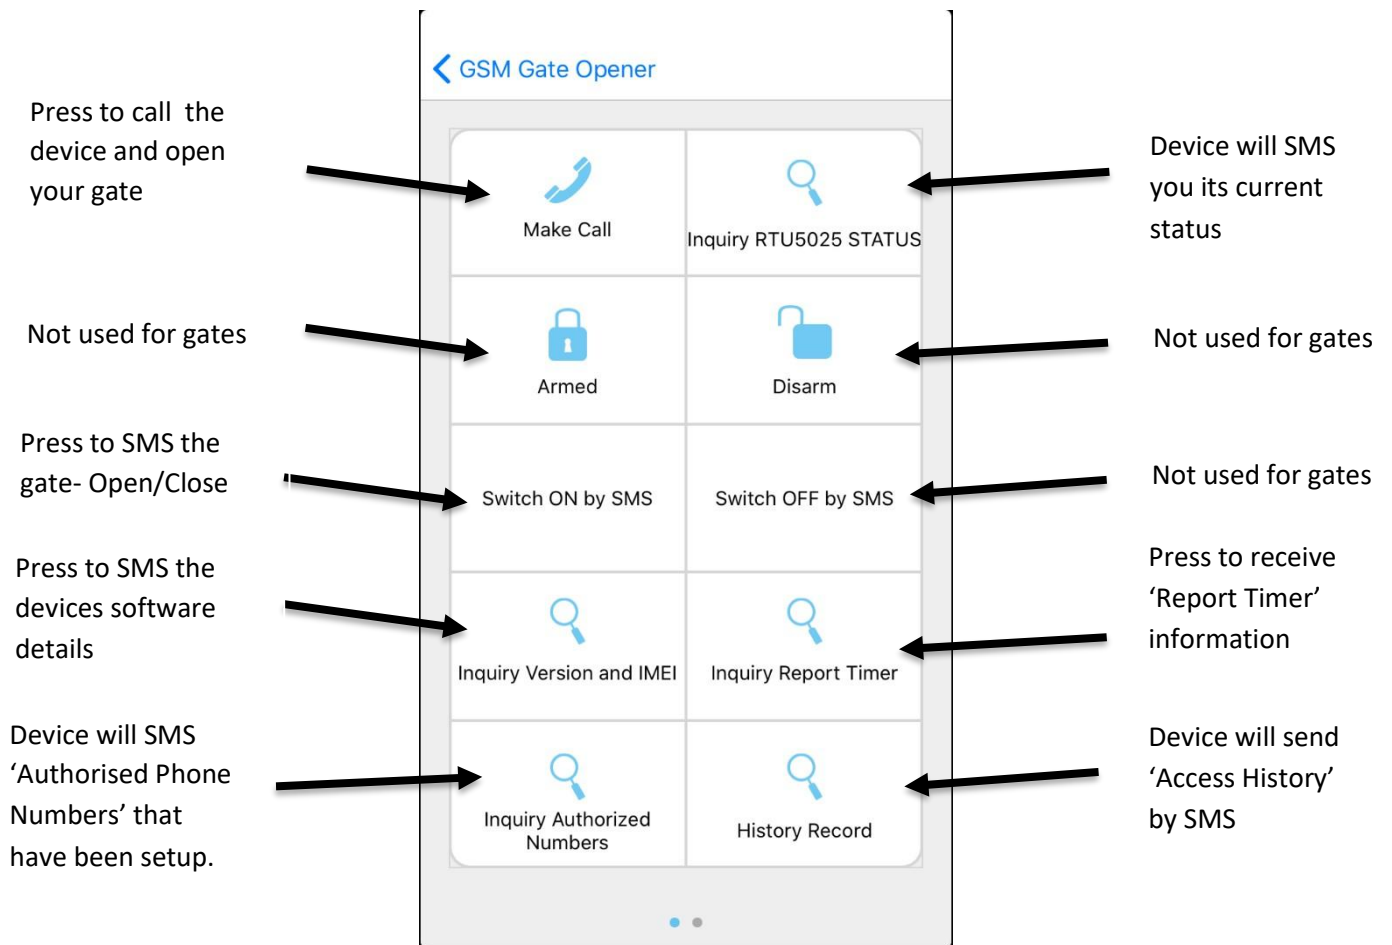 GSM Gate Opener
Press to call the
device and open
your gate
Make Call
Inquiry RTU5025 STATUS
Device will SMS
you its current
status
Not used for gates
Armed
Disarm
Not used for gates
Press to SMS the
gate- Open/Close
Switch ON by SMS
Switch OFF by SMS
Not used for gates
Press to SMS the
devices software
details
Inquiry Version and IMEI
Inquiry Report Timer
Press to receive
‘Report Timer’
information
Device will SMS
‘Authorised Phone
Numbers’ that
have been setup.
Inquiry Authorized
Numbers
History Record
Device will send
‘Access History’
by SMS